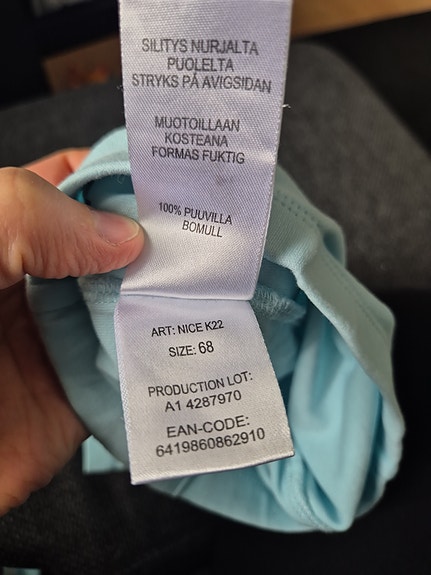 SILITYS NURJALTA
PUOLELTA
STRYKS PÅ AVIGSIDAN
MUOTOILLAAN
KOSTEANA
FORMAS FUKTIG
100% PUUVILLA
BOMULL
ART: NICE K22
SIZE: 68
PRODUCTION LOT:
A1 4287970
EAN-CODE:
6419860862910